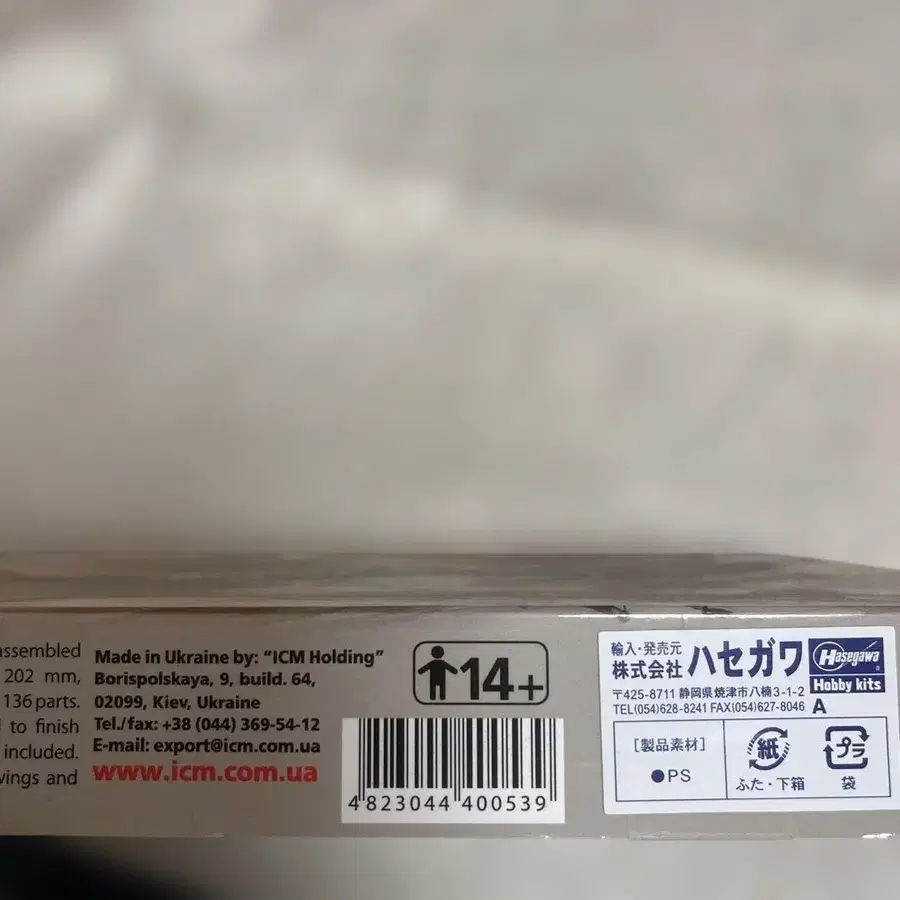 assembled
202 mm,
136 parts.
to finish
included.
and
Made in Ukraine by: “ICM Holding”
Borispolskaya, 9, build. 64,
02099, Kiev, Ukraine
Tel./fax: +38 (044) 369-54-12
E-mail: export@icm.com.ua
www.icm.com.ua
14+
4 823044 400539
輸入・発売元
株式会社ハセガワ
Hasegawa
Hobby kits
〒425-8711 静岡県焼津市八楠3-1-2
TEL(054)628-8241 FAX(054)627-8046 A
[製品素材]
●PS
紙
ふた・下箱
プラ
袋